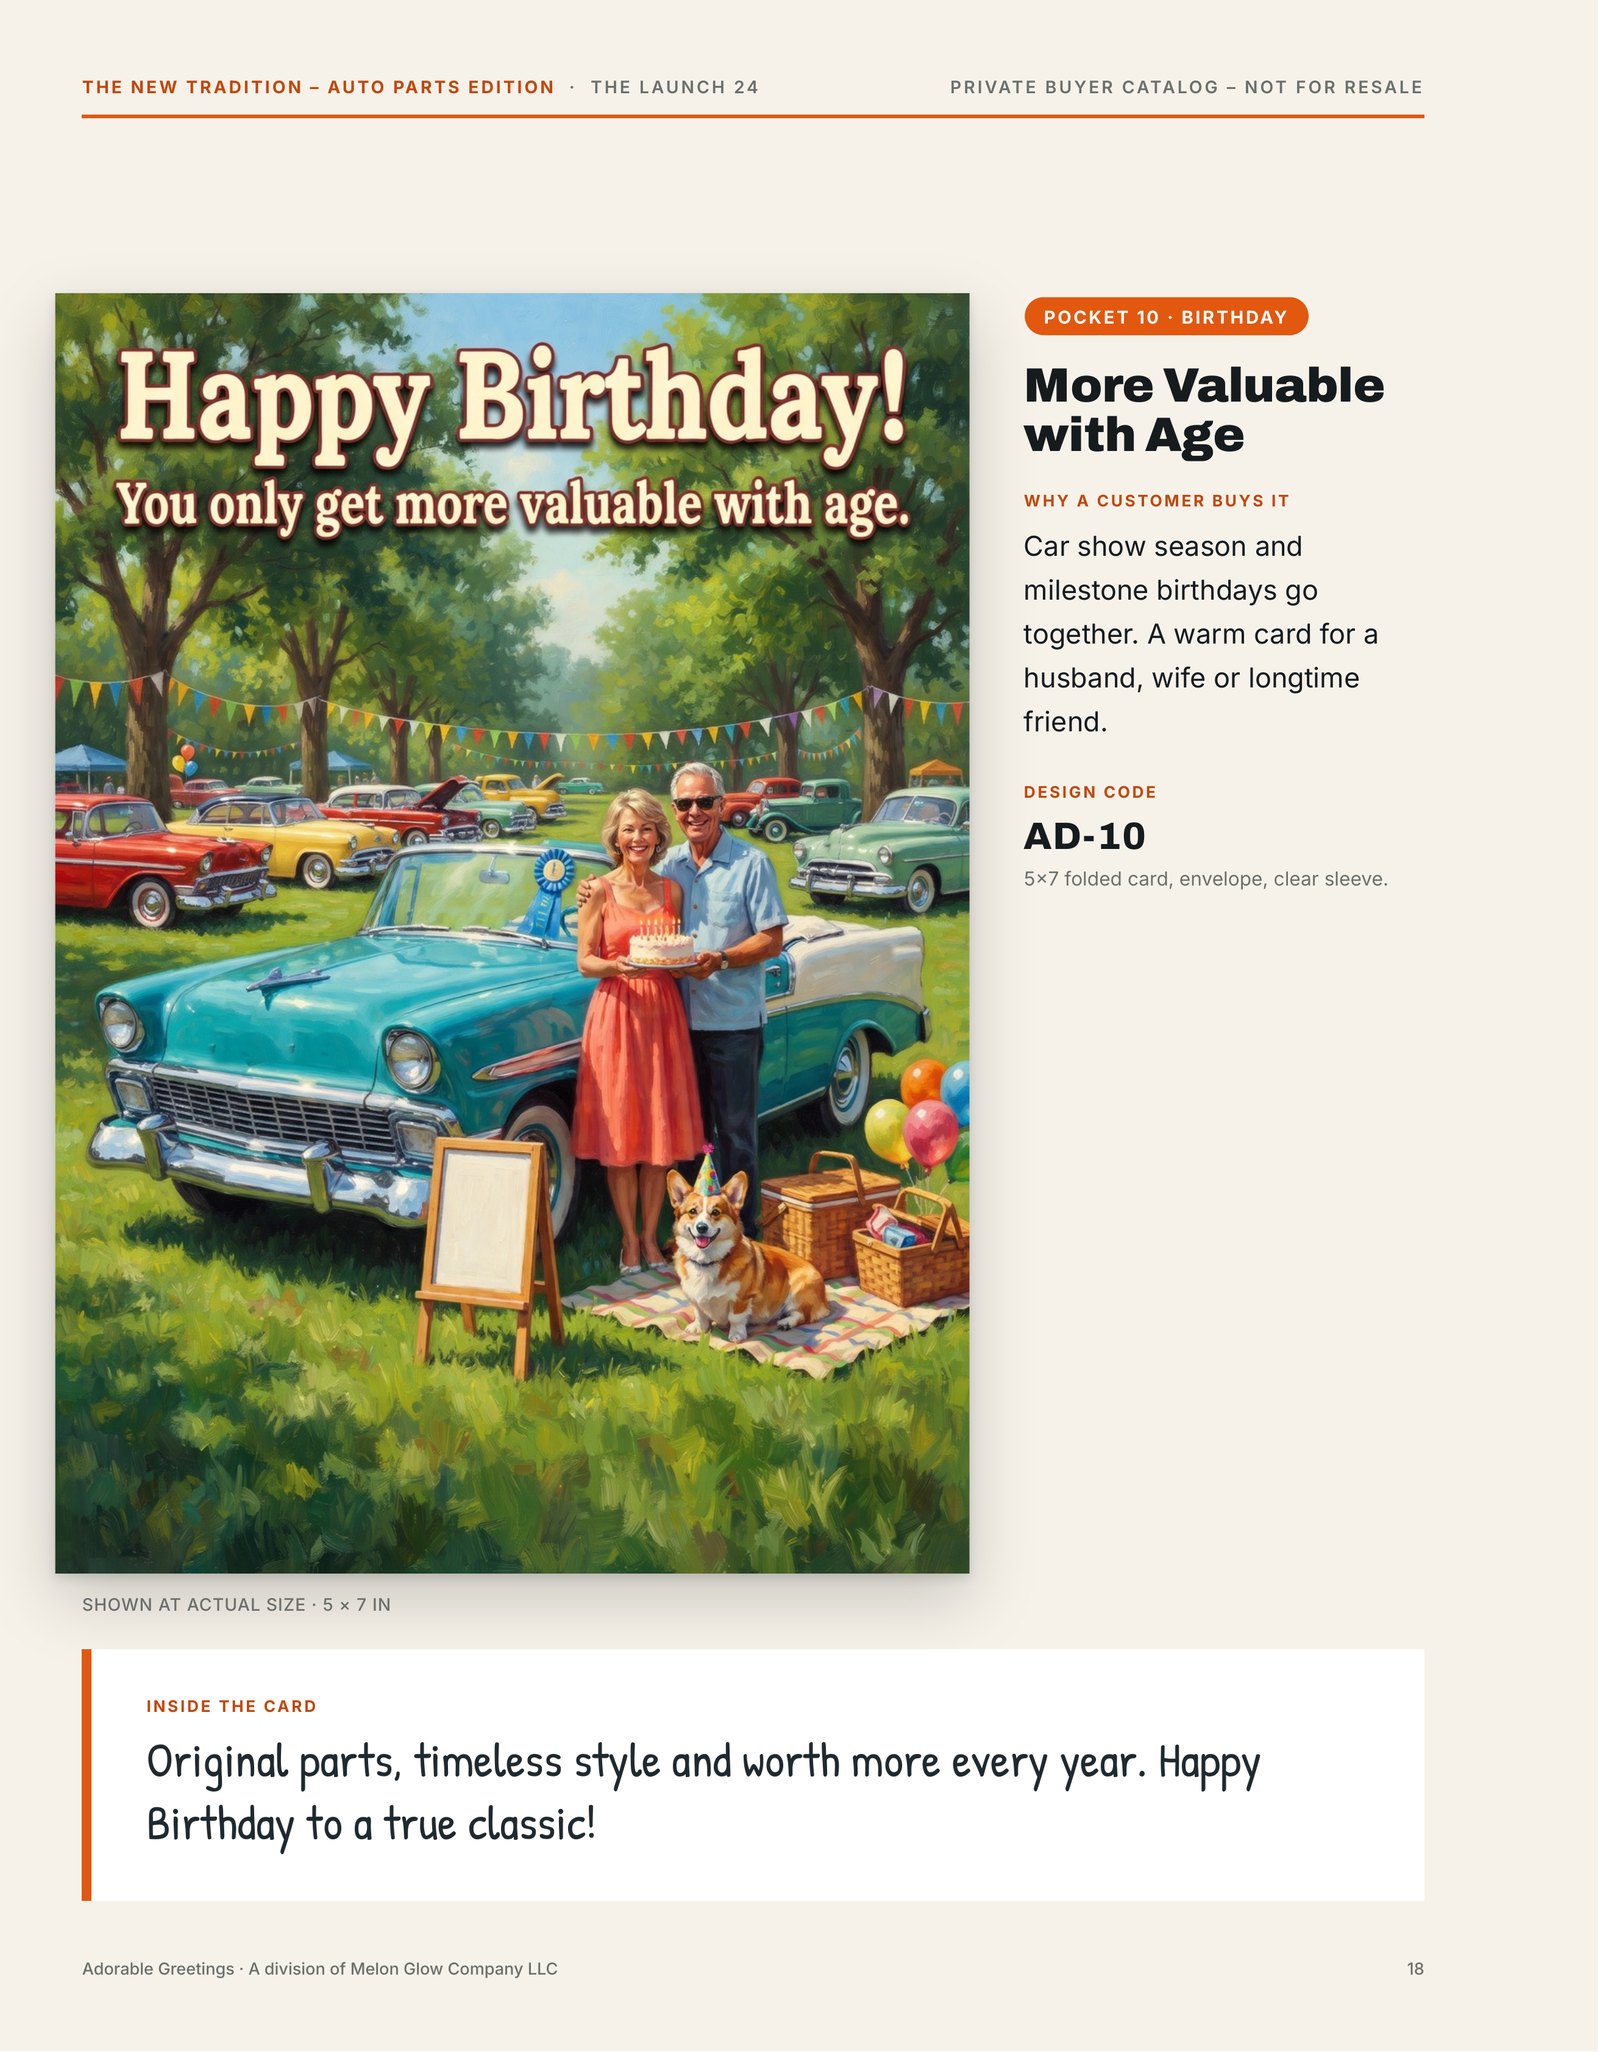 THE NEW TRADITION – AUTO PARTS EDITION · THE LAUNCH 24
PRIVATE BUYER CATALOG – NOT FOR RESALE
Happy Birthday!
You only get more valuable with age.
POCKET 10 · BIRTHDAY
More Valuable
with Age
WHY A CUSTOMER BUYS IT
Car show season and
milestone birthdays go
together. A warm card for a
husband, wife or longtime
friend.
DESIGN CODE
AD-10
5×7 folded card, envelope, clear sleeve.
SHOWN AT ACTUAL SIZE · 5 × 7 IN
INSIDE THE CARD
Original parts, timeless style and worth more every year. Happy
Birthday to a true classic!
Adorable Greetings · A division of Melon Glow Company LLC
18